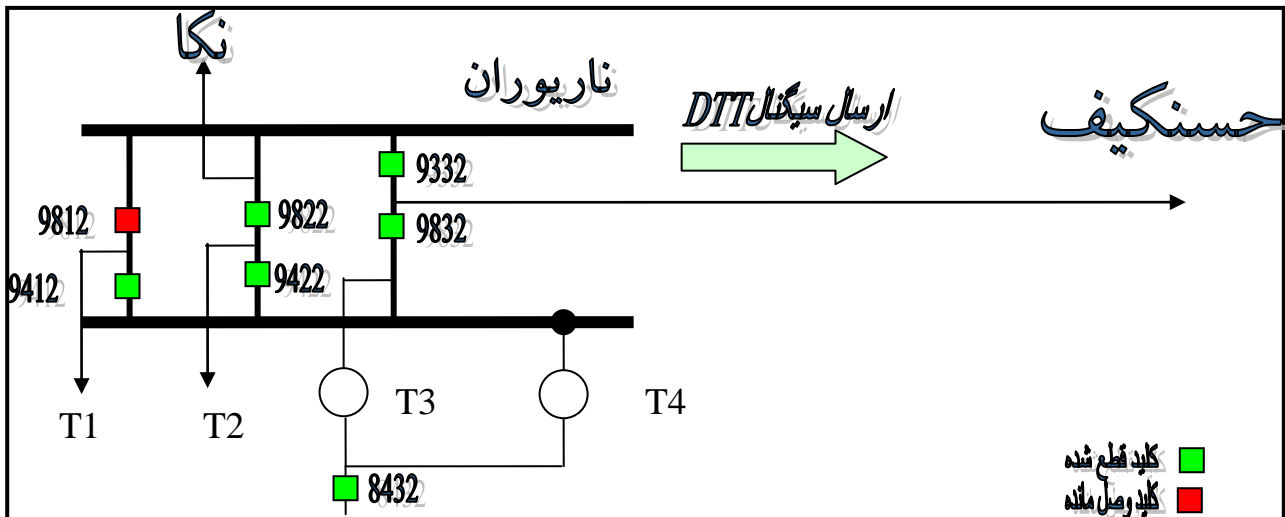 نکا
ناریوران
ارسال سیگنال DTT
حسنکیف
9332
9812
9822
9832
9412
9422
T1
T2
T3
T4
8432
کلید قطع شده
کلید وصل مانده